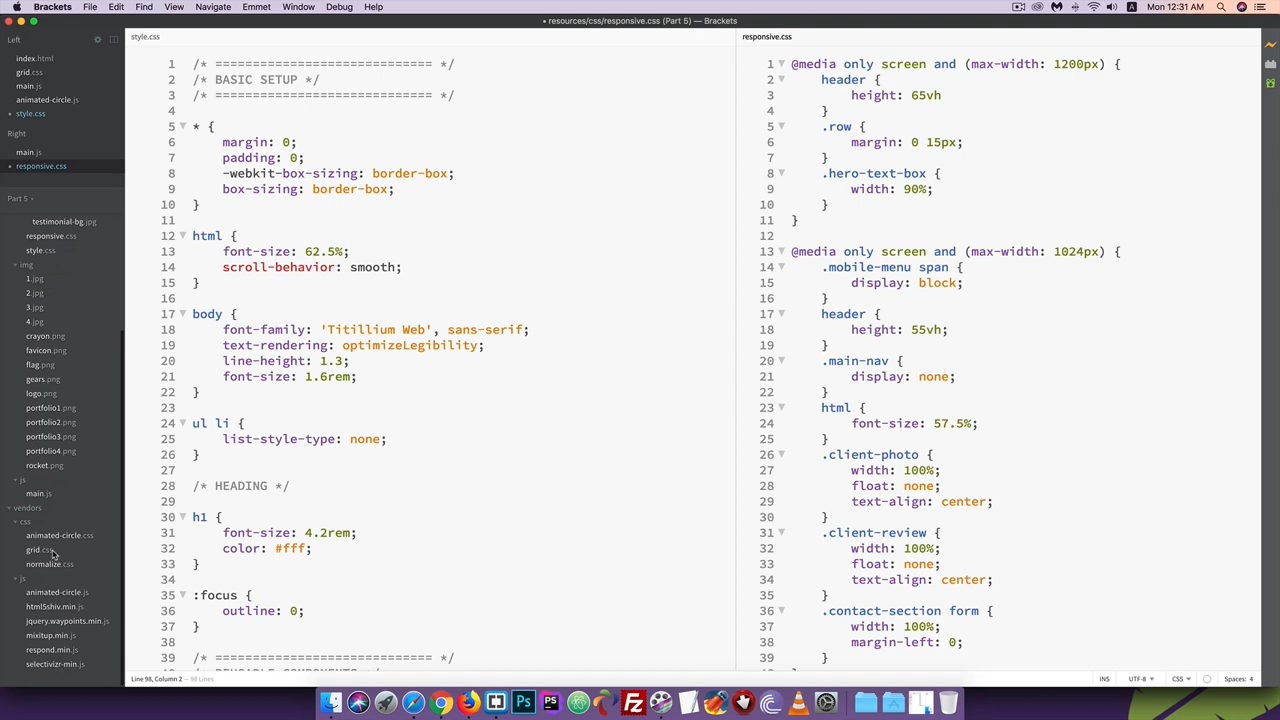 Brackets File Edit Find View Navigate Emmet Window Debug Help
Mon 12:31 AM
• resources/css/responsive.css (Part 5) — Brackets
Left
index.html
grid.css
main.js
animated-circle.js
style.css
Right
main.js
responsive.css
Part 5
testimonial-bg.jpg
responsive.css
style.css
img
1.jpg
2.jpg
3.jpg
4.jpg
crayon.png
favicon.png
flag.png
gears.png
logo.png
portfolio1.png
portfolio2.png
portfolio3.png
portfolio4.png
rocket.png
js
main.js
vendors
css
animated-circle.css
grid.css
normalize.css
js
animated-circle.js
html5shiv.min.js
jquery.waypoints.min.js
mixitup.min.js
respond.min.js
selectivizr-min.js
style.css
1 /* ============================= */
2 /* BASIC SETUP */
3 /* ============================= */
4
5 * {
6 margin: 0;
7 padding: 0;
8 -webkit-box-sizing: border-box;
9 box-sizing: border-box;
10 }
11
12 html {
13 font-size: 62.5%;
14 scroll-behavior: smooth;
15 }
16
17 body {
18 font-family: 'Titillium Web', sans-serif;
19 text-rendering: optimizeLegibility;
20 line-height: 1.3;
21 font-size: 1.6rem;
22 }
23
24 ul li {
25 list-style-type: none;
26 }
27
28 /* HEADING */
29
30 h1 {
31 font-size: 4.2rem;
32 color: #fff;
33 }
34
35 :focus {
36 outline: 0;
37 }
38
39 /* ============================= */
responsive.css
1 @media only screen and (max-width: 1200px) {
2 header {
3 height: 65vh
4 }
5 .row {
6 margin: 0 15px;
7 }
8 .hero-text-box {
9 width: 90%;
10 }
11 }
12
13 @media only screen and (max-width: 1024px) {
14 .mobile-menu span {
15 display: block;
16 }
17 header {
18 height: 55vh;
19 }
20 .main-nav {
21 display: none;
22 }
23 html {
24 font-size: 57.5%;
25 }
26 .client-photo {
27 width: 100%;
28 float: none;
29 text-align: center;
30 }
31 .client-review {
32 width: 100%;
33 float: none;
34 text-align: center;
35 }
36 .contact-section form {
37 width: 100%;
38 margin-left: 0;
39 }
Line 98, Column 2 — 98 Lines
INS UTF-8 CSS Spaces: 4